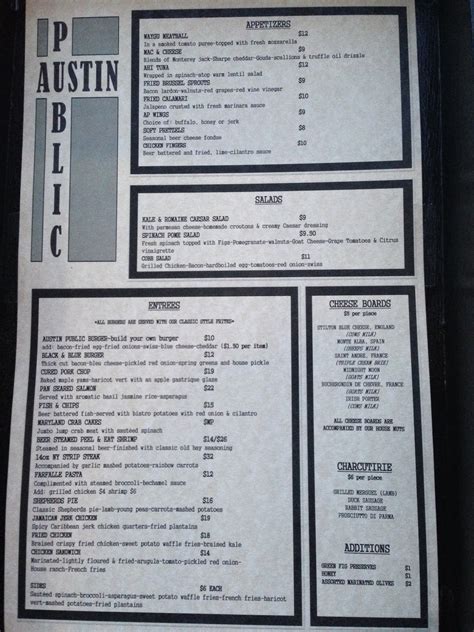 AUSTIN
PUBLIC
APPETIZERS
WAYGU MEATBALL $12
In a smoked tomato puree-topped with fresh mozzarella
MAC & CHEESE $9
Blends of Monterey jack-Sharpe cheddar-Gouda-scallions & truffle oil drizzle
AHI TUNA $12
Wrapped in spinach-atop warm lentil salad
FRIED BRUSSEL SPROUTS $9
Bacon lardon-walnuts-red grapes-red wine vinegar
FRIED CALAMARI $10
Jalapeno crusted with fresh marinara sauce
AP WINGS $9
Choice of: buffalo, honey or jerk
SOFT PRETZELS $8
Seasonal beer cheese fondue
CHICKEN FINGERS $10
Beer battered and fried, lime-cilantro sauce
SALADS
KALE & ROMAINE CAESAR SALAD $9
With parmesan cheese-homemade croutons & creamy Caesar dressing
SPINACH POME SALAD $9.50
Fresh spinach topped with Figs-Pomegranate-walnuts-Goat Cheese-Grape Tomatoes & Citrus
vinaigrette
COBB SALAD $11
Grilled Chicken-Bacon-hardboiled egg-tomatoes-red onion-swiss
ENTREES
*ALL BURGERS ARE SERVED WITH OUR CLASSIC STYLE FRITES*
AUSTIN PUBLIC BURGER-build your own burger $10
add: bacon-fried egg-fried onions-swiss-blue cheese-cheddar ($1.50 per item)
BLACK & BLUE BURGER $12
Thick cut bacon-blue cheese-pickled red onion-spring greens and house pickle
CURED PORK CHOP $19
Baked maple yams-haricot vert with an apple gastrique glaze
PAN SEARED SALMON $22
Served with aromatic basil jasmine rice-asparagus
FISH & CHIPS $15
Beer battered fish-served with bistro potatoes with red onion & cilantro
MARYLAND CRAB CAKES $MP
Jumbo lump crab meat with sauteed spinach
BEER STEAMED PEEL & EAT SHRIMP $14/$26
Steamed in seasonal beer-finished with classic old bay seasoning
14oz NY STRIP STEAK $32
Accompanied by garlic mashed potatoes-rainbow carrots
FARFALLE PASTA $12
Complimented with steamed broccoli-bechamel sauce
Add: grilled chicken $4 shrimp $6
SHEPHERDS PIE $16
Classic Shepherds pie-lamb-young peas-carrots-mashed potatoes
JAMAICAN JERK CHICKEN $19
Spicy Caribbean jerk chicken quarters-fried plantains
FRIED CHICKEN $18
Braised crispy fried chicken-sweet potato waffle fries-braised kale
CHICKEN SANDWICH $14
Marinated-lightly floured & fried-arugula-tomato-pickled red onion-
House ranch-French fries
SIDES $6 EACH
Sautéed spinach-broccoli-asparagus-sweet potato waffle fries-french fries-haricot
vert-mashed potatoes-fried plantains
CHEESE BOARDS
$5 per piece
STILTON BLUE CHEESE, ENGLAND
(COWS MILK)
MONTE ALBA, SPAIN
(SHEEPS MILK)
SAINT ANDRE, FRANCE
(TRIPLE CREAM BRIE)
MIDNIGHT MOON
(GOATS MILK)
BUCHERONDIN DE CHEVRE, FRANCE
(GOATS MILK)
IRISH PORTER
(COWS MILK)
ALL CHEESE BOARDS ARE
ACCOMPANIED BY OUR HOUSE NUTS
CHARCUTIRIE
$6 per piece
GRILLED MERGUEZ (LAMB)
DUCK SAUSAGE
RABBIT SAUSAGE
PROSCIUTTO DI PARMA
ADDITIONS
GREEN FIG PRESERVES $1
HONEY $1
ASSORTED MARINATED OLIVES $2